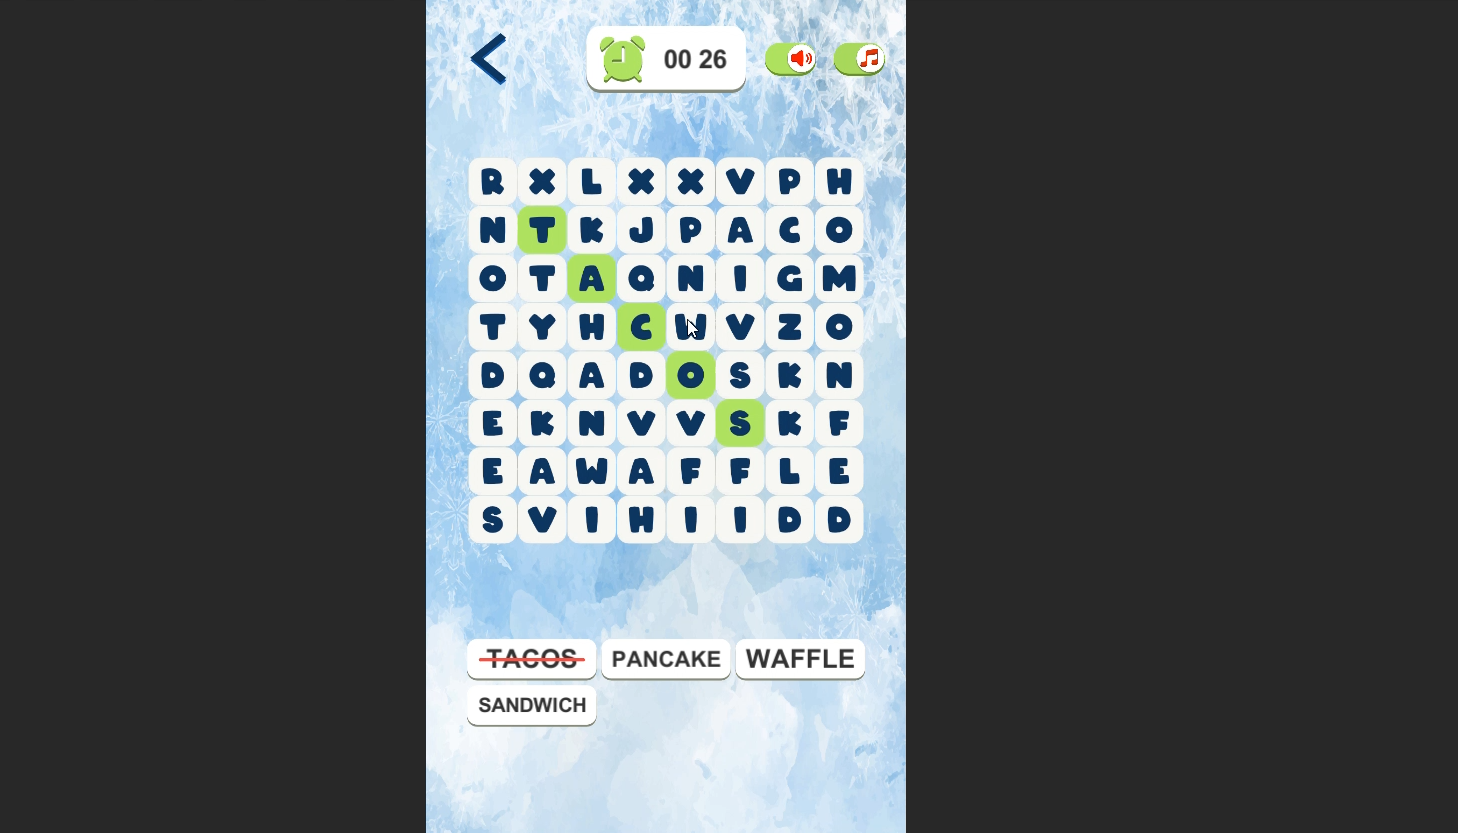 00 26
R X L X X V P H
N T K J P A C O
O T A Q N I G M
T Y H C W V Z O
D Q A D O S K N
E K N V V S K F
E A W A F F L E
S V I H I I D D
TACOS PANCAKE WAFFLE
SANDWICH